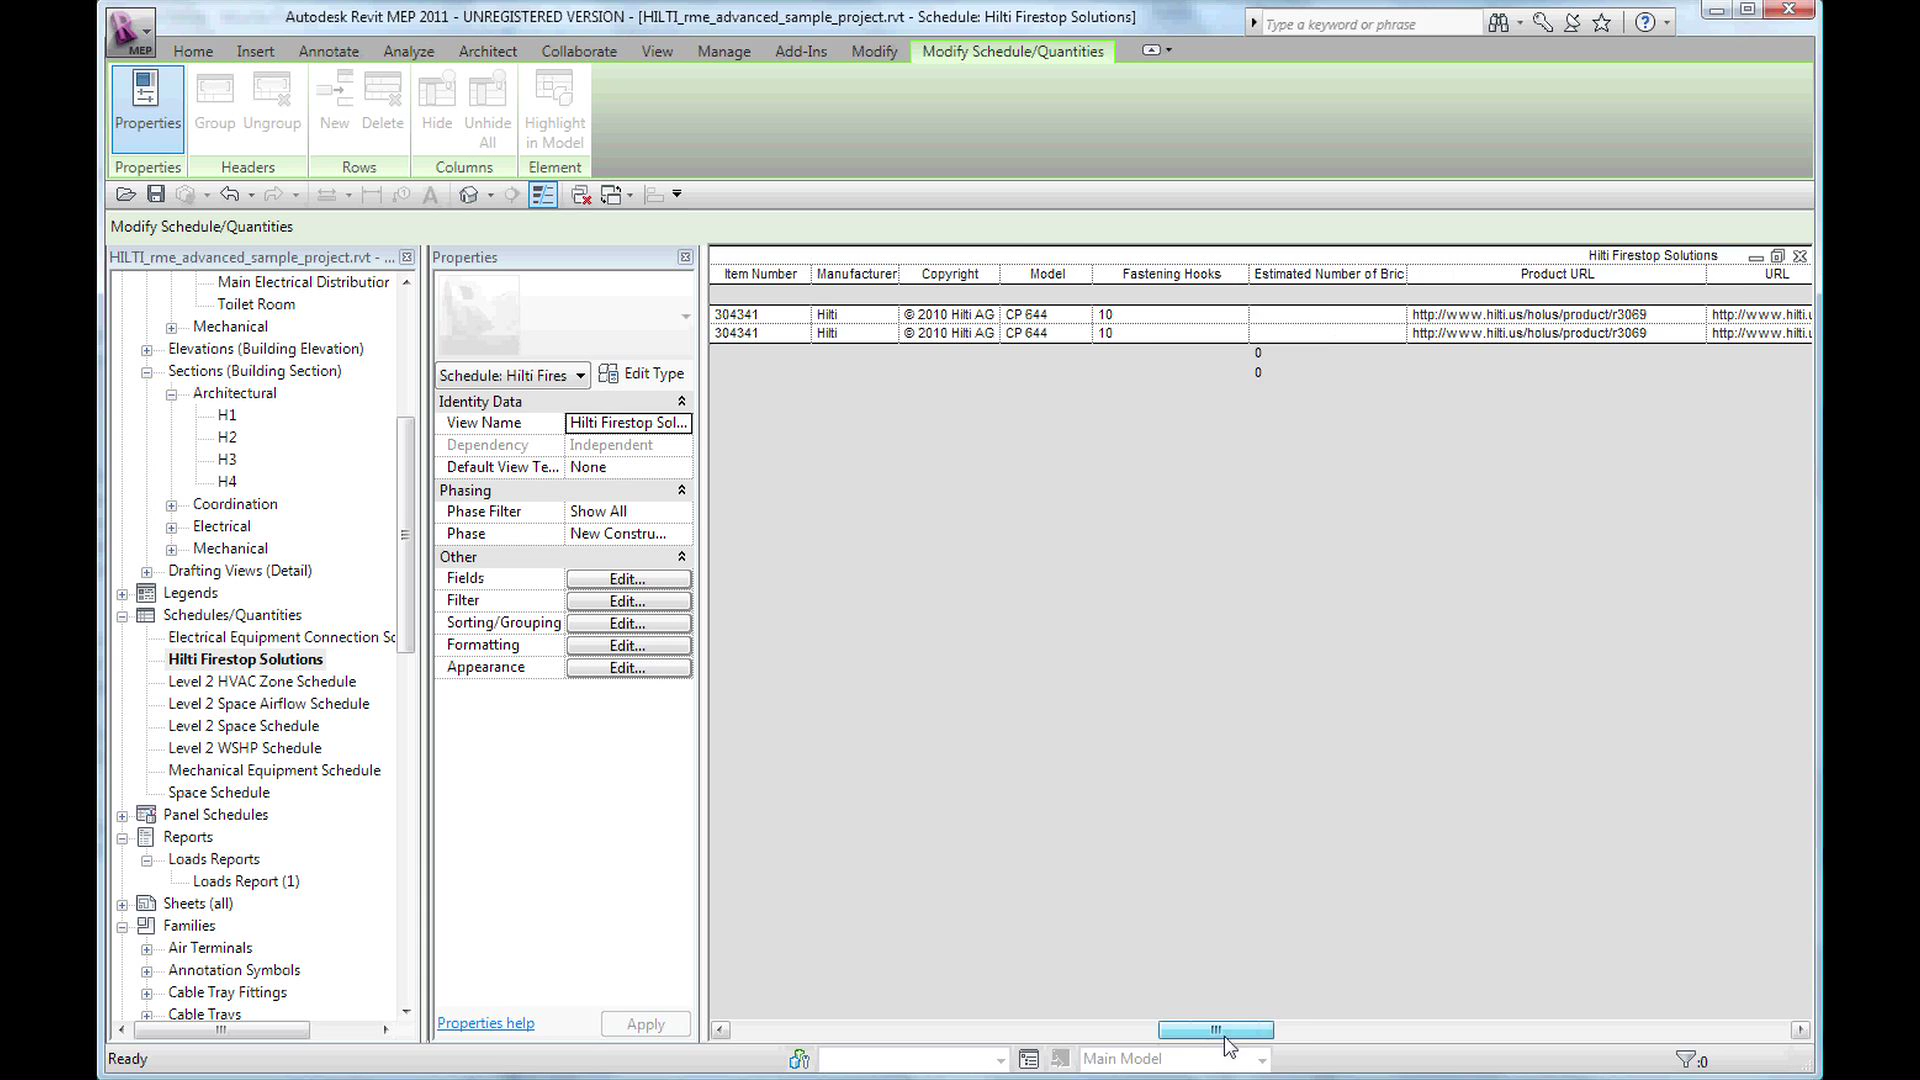 Autodesk Revit MEP 2011 - UNREGISTERED VERSION - [HILTI_rme_advanced_sample_project.rvt - Schedule: Hilti Firestop Solutions]
Type a keyword or phrase
MEP
Home Insert Annotate Analyze Architect Collaborate View Manage Add-Ins Modify Modify Schedule/Quantities
Properties Group Ungroup New Delete Hide Unhide All Highlight in Model
Properties Headers Rows Columns Element
Modify Schedule/Quantities
HILTI_rme_advanced_sample_project.rvt - ...
Main Electrical Distributior
Toilet Room
Mechanical
Elevations (Building Elevation)
Sections (Building Section)
Architectural
H1
H2
H3
H4
Coordination
Electrical
Mechanical
Drafting Views (Detail)
Legends
Schedules/Quantities
Electrical Equipment Connection Sc
Hilti Firestop Solutions
Level 2 HVAC Zone Schedule
Level 2 Space Airflow Schedule
Level 2 Space Schedule
Level 2 WSHP Schedule
Mechanical Equipment Schedule
Space Schedule
Panel Schedules
Reports
Loads Reports
Loads Report (1)
Sheets (all)
Families
Air Terminals
Annotation Symbols
Cable Tray Fittings
Cable Trays
Properties
Schedule: Hilti Fires Edit Type
Identity Data
View Name Hilti Firestop Sol...
Dependency Independent
Default View Te... None
Phasing
Phase Filter Show All
Phase New Constru...
Other
Fields Edit...
Filter Edit...
Sorting/Grouping Edit...
Formatting Edit...
Appearance Edit...
Properties help Apply
Hilti Firestop Solutions
Item Number Manufacturer Copyright Model Fastening Hooks Estimated Number of Bric Product URL URL
304341 Hilti © 2010 Hilti AG CP 644 10 http://www.hilti.us/holus/product/r3069 http://www.hilti.u
304341 Hilti © 2010 Hilti AG CP 644 10 http://www.hilti.us/holus/product/r3069 http://www.hilti.u
0
0
Ready
Main Model
:0